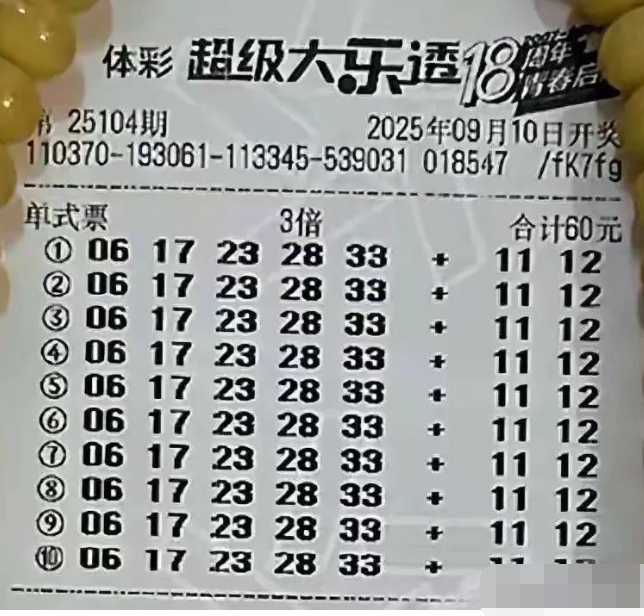 体彩 超级大乐透 18周年 青春后
第 25104期 2025年09月10日开奖
110370-193061-113345-539031 018547 /fK7fg
单式票 3倍 合计60元
① 06 17 23 28 33 + 11 12
② 06 17 23 28 33 + 11 12
③ 06 17 23 28 33 + 11 12
④ 06 17 23 28 33 + 11 12
⑤ 06 17 23 28 33 + 11 12
⑥ 06 17 23 28 33 + 11 12
⑦ 06 17 23 28 33 + 11 12
⑧ 06 17 23 28 33 + 11 12
⑨ 06 17 23 28 33 + 11 12
⑩ 06 17 23 28 33 +